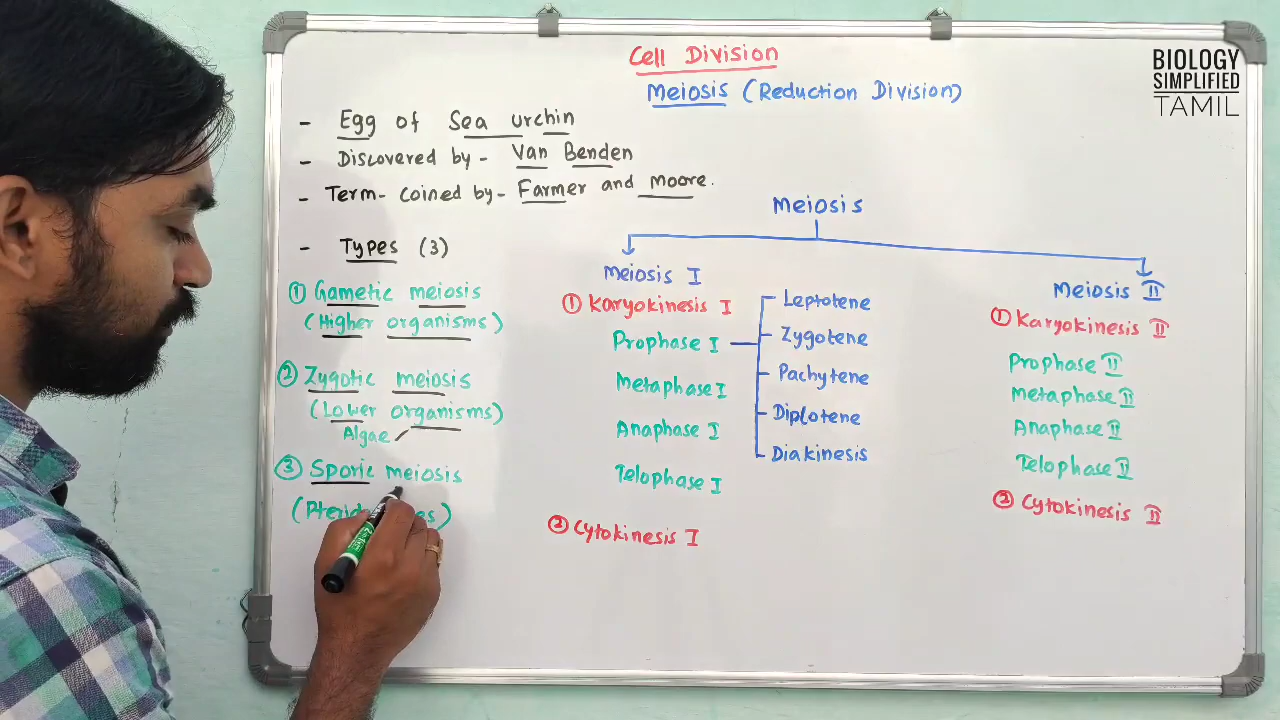 Cell Division
Meiosis (Reduction Division)
BIOLOGY
SIMPLIFIED
TAMIL
- Egg of Sea urchin
- Discovered by - Van Benden
- Term - coined by - Farmer and moore.
- Types (3)
① Gametic meiosis
(Higher organisms)
② Zygotic meiosis
(Lower organisms)
Algae
③ Sporic meiosis
Meiosis
Meiosis I
① Karyokinesis I
Prophase I
Metaphase I
Anaphase I
Telophase I
② Cytokinesis I
Leptotene
Zygotene
Pachytene
Diplotene
Diakinesis
Meiosis II
① Karyokinesis II
Prophase II
Metaphase II
Anaphase II
Telophase II
② Cytokinesis II